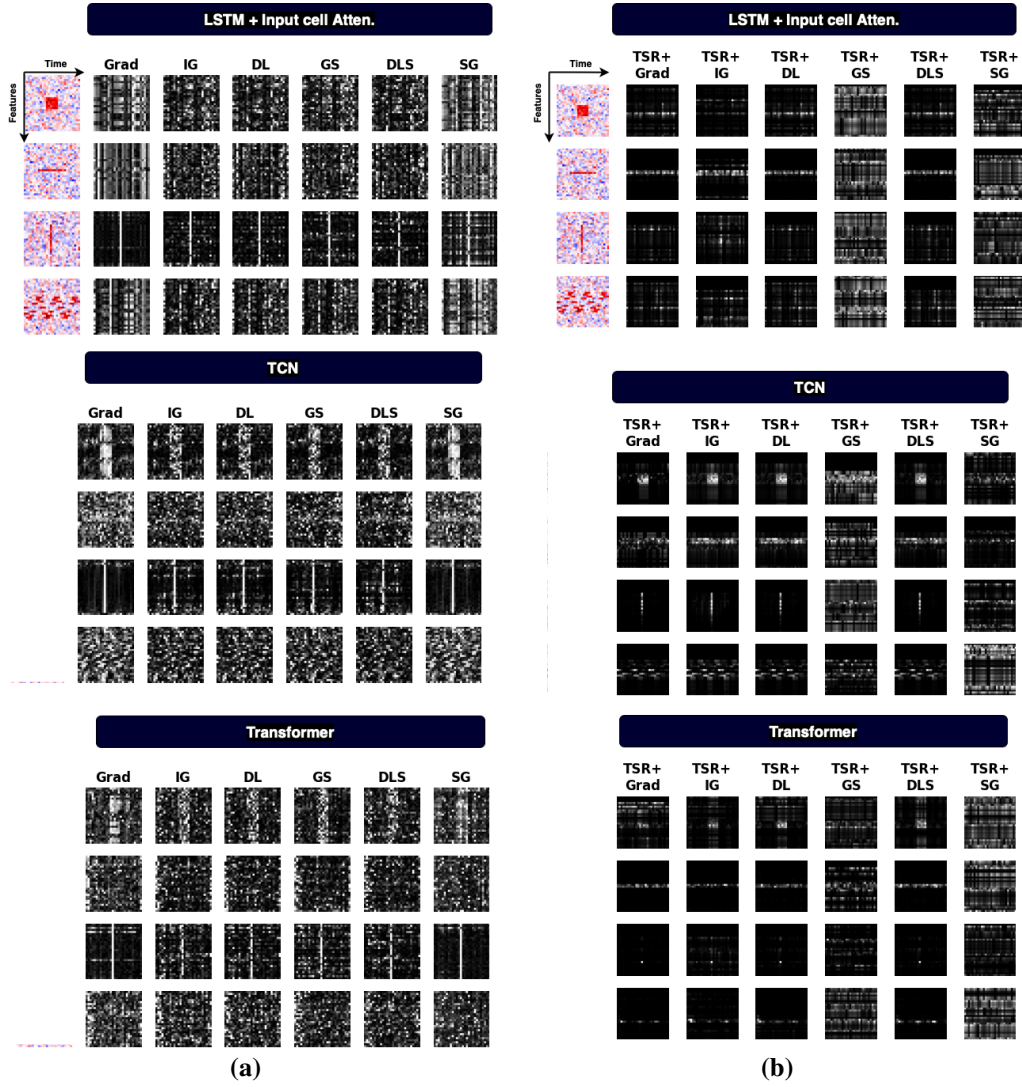 LSTM + Input cell Atten.
Time
Features
Grad IG DL GS DLS SG
TCN
Grad IG DL GS DLS SG
Transformer
Grad IG DL GS DLS SG
(a)
LSTM + Input cell Atten.
Time
Features
TSR+ TSR+ TSR+ TSR+ TSR+ TSR+
Grad IG DL GS DLS SG
TCN
TSR+ TSR+ TSR+ TSR+ TSR+ TSR+
Grad IG DL GS DLS SG
Transformer
TSR+ TSR+ TSR+ TSR+ TSR+ TSR+
Grad IG DL GS DLS SG
(b)